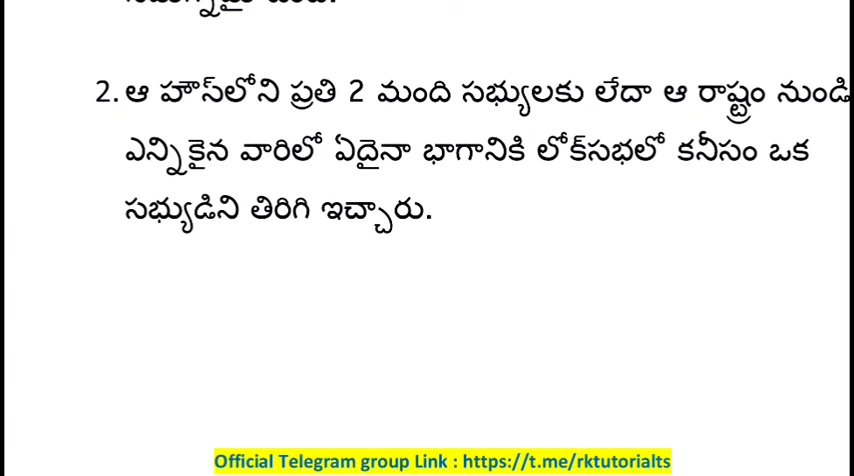 2. ఆ హౌస్‌లోని ప్రతి 2 మంది సభ్యులకు లేదా ఆ రాష్ట్రం నుండి
ఎన్నికైన వారిలో ఏదైనా భాగానికి లోక్‌సభలో కనీసం ఒక
సభ్యుడిని తిరిగి ఇచ్చారు.
Official Telegram group Link : https://t.me/rktutorialts